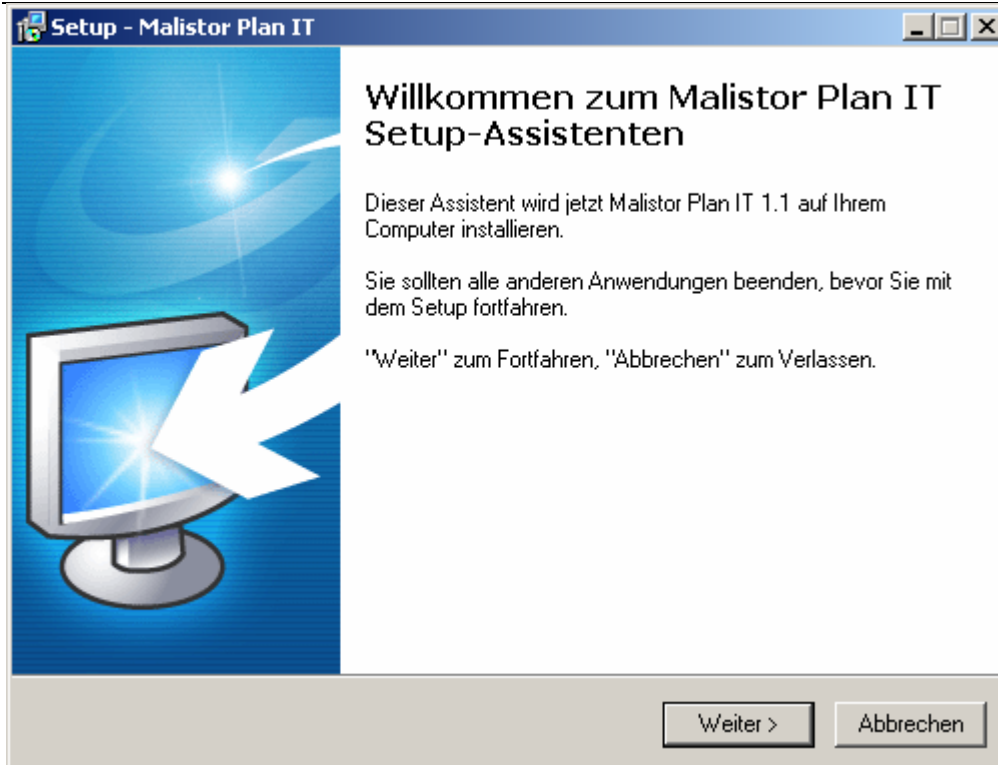 Setup - Malistor Plan IT
Willkommen zum Malistor Plan IT
Setup-Assistenten
Dieser Assistent wird jetzt Malistor Plan IT 1.1 auf Ihrem
Computer installieren.
Sie sollten alle anderen Anwendungen beenden, bevor Sie mit
dem Setup fortfahren.
"Weiter" zum Fortfahren, "Abbrechen" zum Verlassen.
Weiter >
Abbrechen